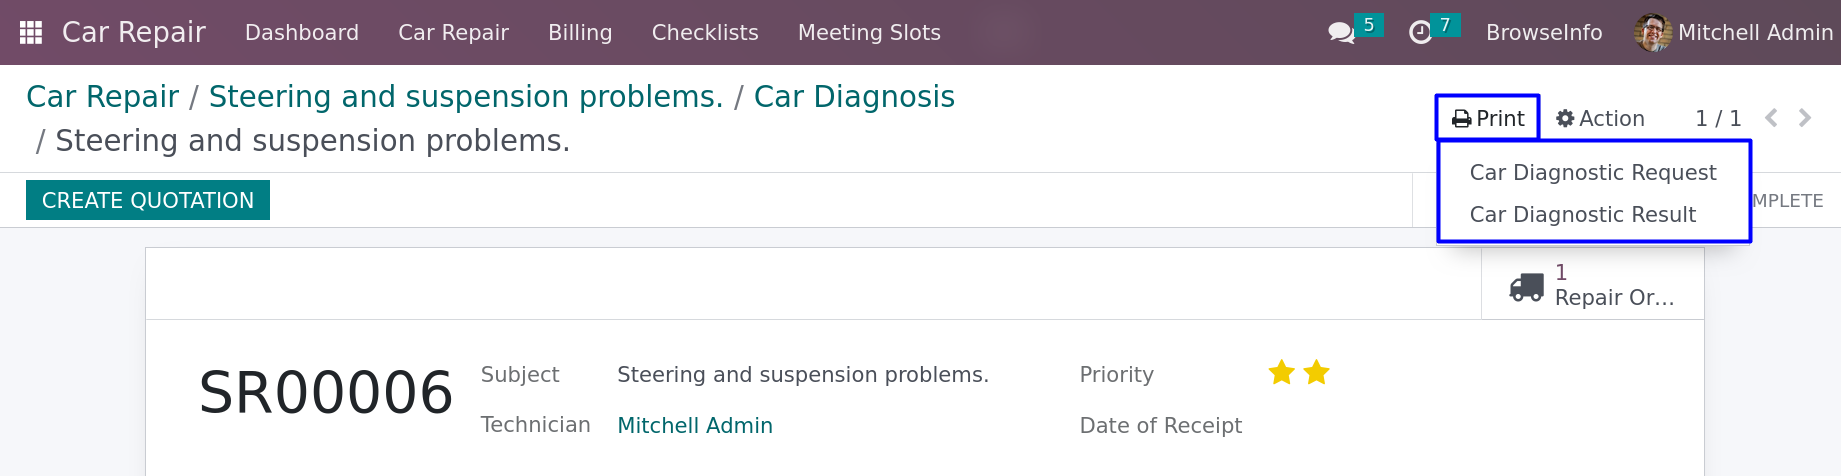 Car Repair Dashboard Car Repair Billing Checklists Meeting Slots 5 7 BrowseInfo Mitchell Admin
Car Repair / Steering and suspension problems. / Car Diagnosis
/ Steering and suspension problems.
Print Action 1 / 1
Car Diagnostic Request
Car Diagnostic Result
CREATE QUOTATION
MPLETE
1
Repair Or...
SR00006
Subject Steering and suspension problems.
Priority
Technician Mitchell Admin
Date of Receipt